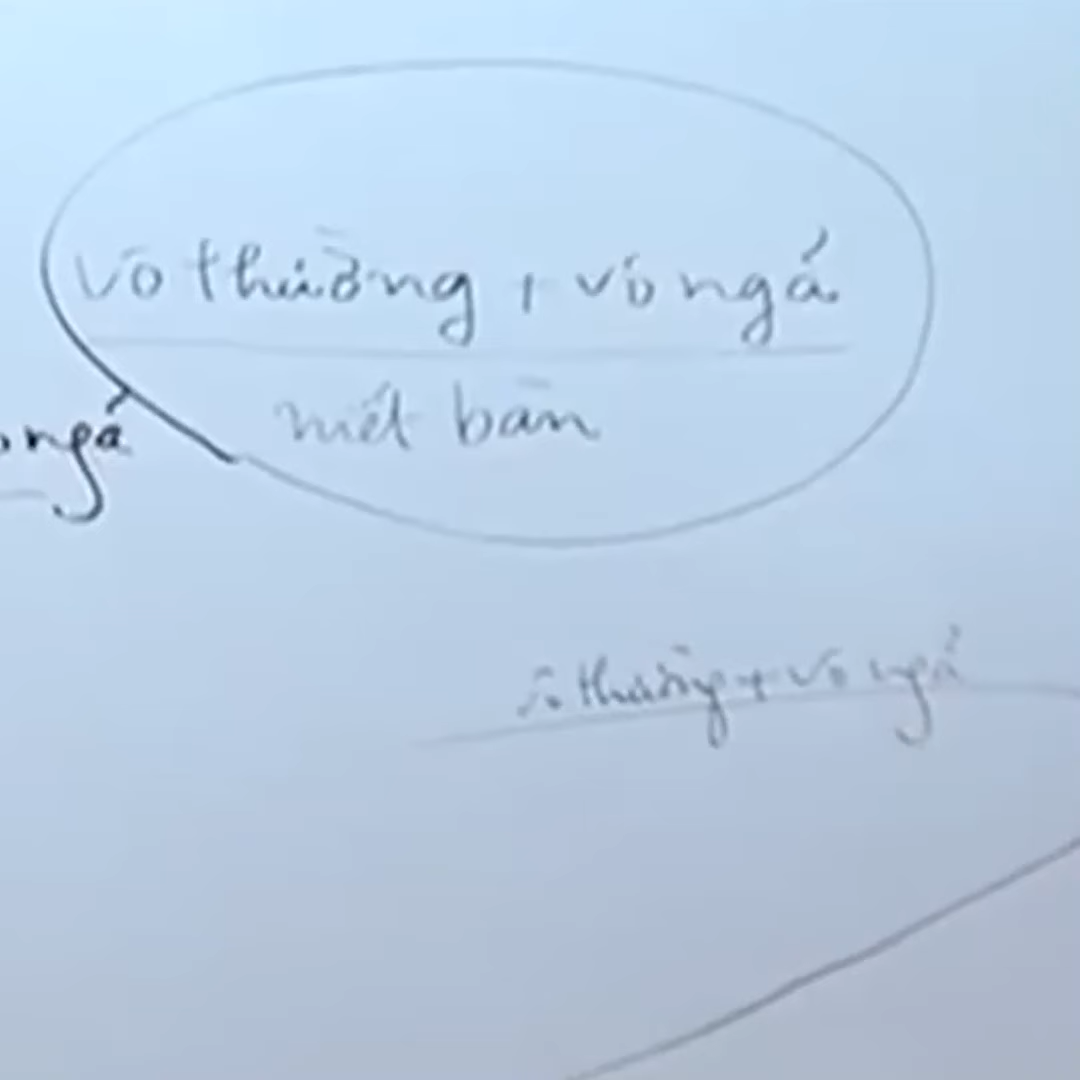 vô thường + vô ngã
niết bàn
ngã
thường + vô ngã